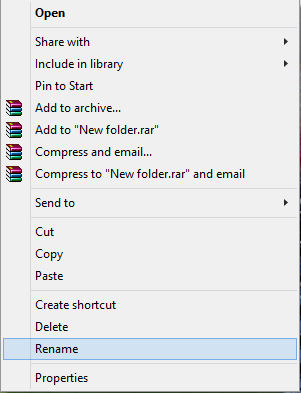 Open
Share with
Include in library
Pin to Start
Add to archive...
Add to "New folder.rar"
Compress and email...
Compress to "New folder.rar" and email
Send to
Cut
Copy
Paste
Create shortcut
Delete
Rename
Properties